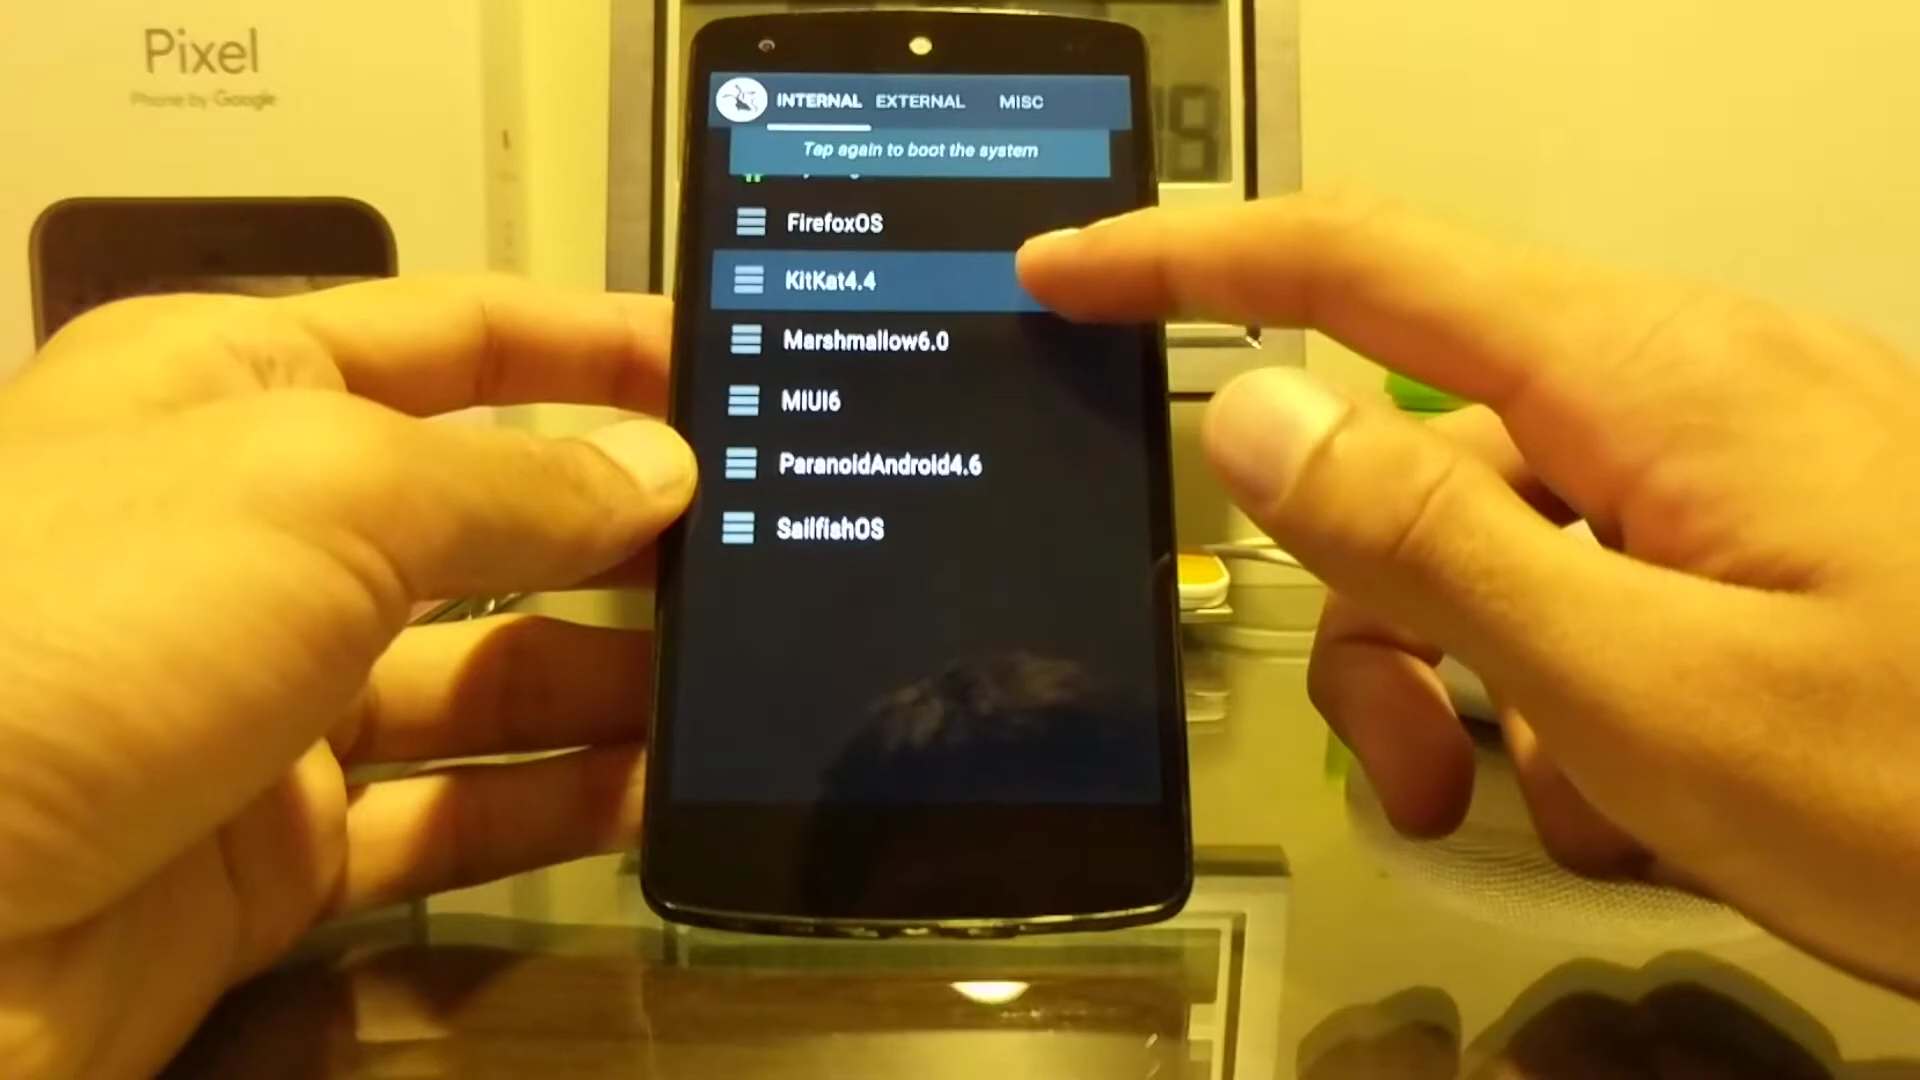 Pixel
Phone by Google
INTERNAL EXTERNAL MISC
Tap again to boot the system
FirefoxOS
KitKat4.4
Marshmallow6.0
MIUI6
ParanoidAndroid4.6
SailfishOS